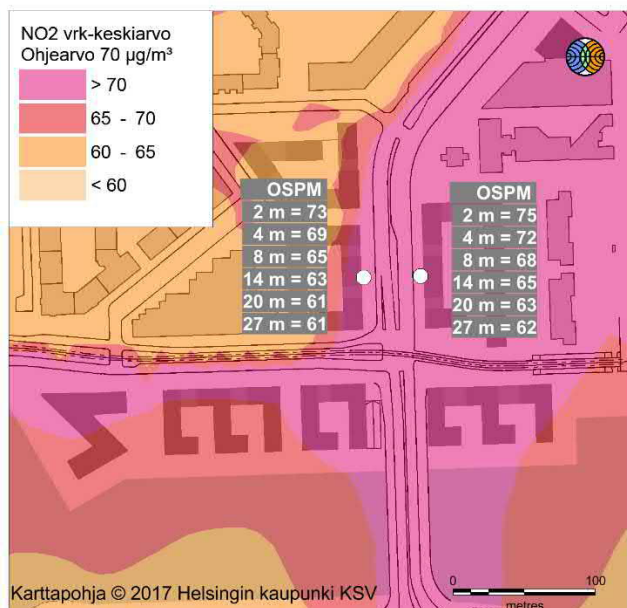 NO2 vrk-keskiarvo
Ohjearvo 70 µg/m³
> 70
65 - 70
60 - 65
< 60
OSPM
2 m = 73
4 m = 69
8 m = 65
14 m = 63
20 m = 61
27 m = 61
OSPM
2 m = 75
4 m = 72
8 m = 68
14 m = 65
20 m = 63
27 m = 62
Karttapohja © 2017 Helsingin kaupunki KSV
0 100
metres